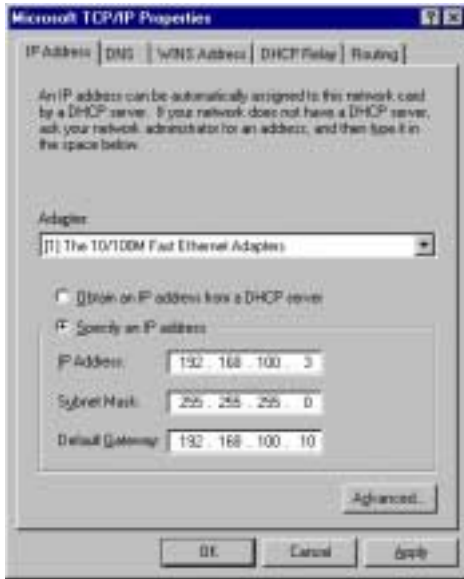 Microsoft TCP/IP Properties
IP Address DNS WINS Address DHCP Relay Routing
An IP address can be automatically assigned to this network card
by a DHCP server. If your network does not have a DHCP server,
ask your network administrator for an address, and then type it in
the space below.
Adapter:
[1] The 10/100M Fast Ethernet Adapters
Obtain an IP address from a DHCP server
Specify an IP address
IP Address: 192 . 168 . 100 . 3
Subnet Mask: 255 . 255 . 255 . 0
Default Gateway: 192 . 168 . 100 . 10
Advanced...
OK Cancel Apply